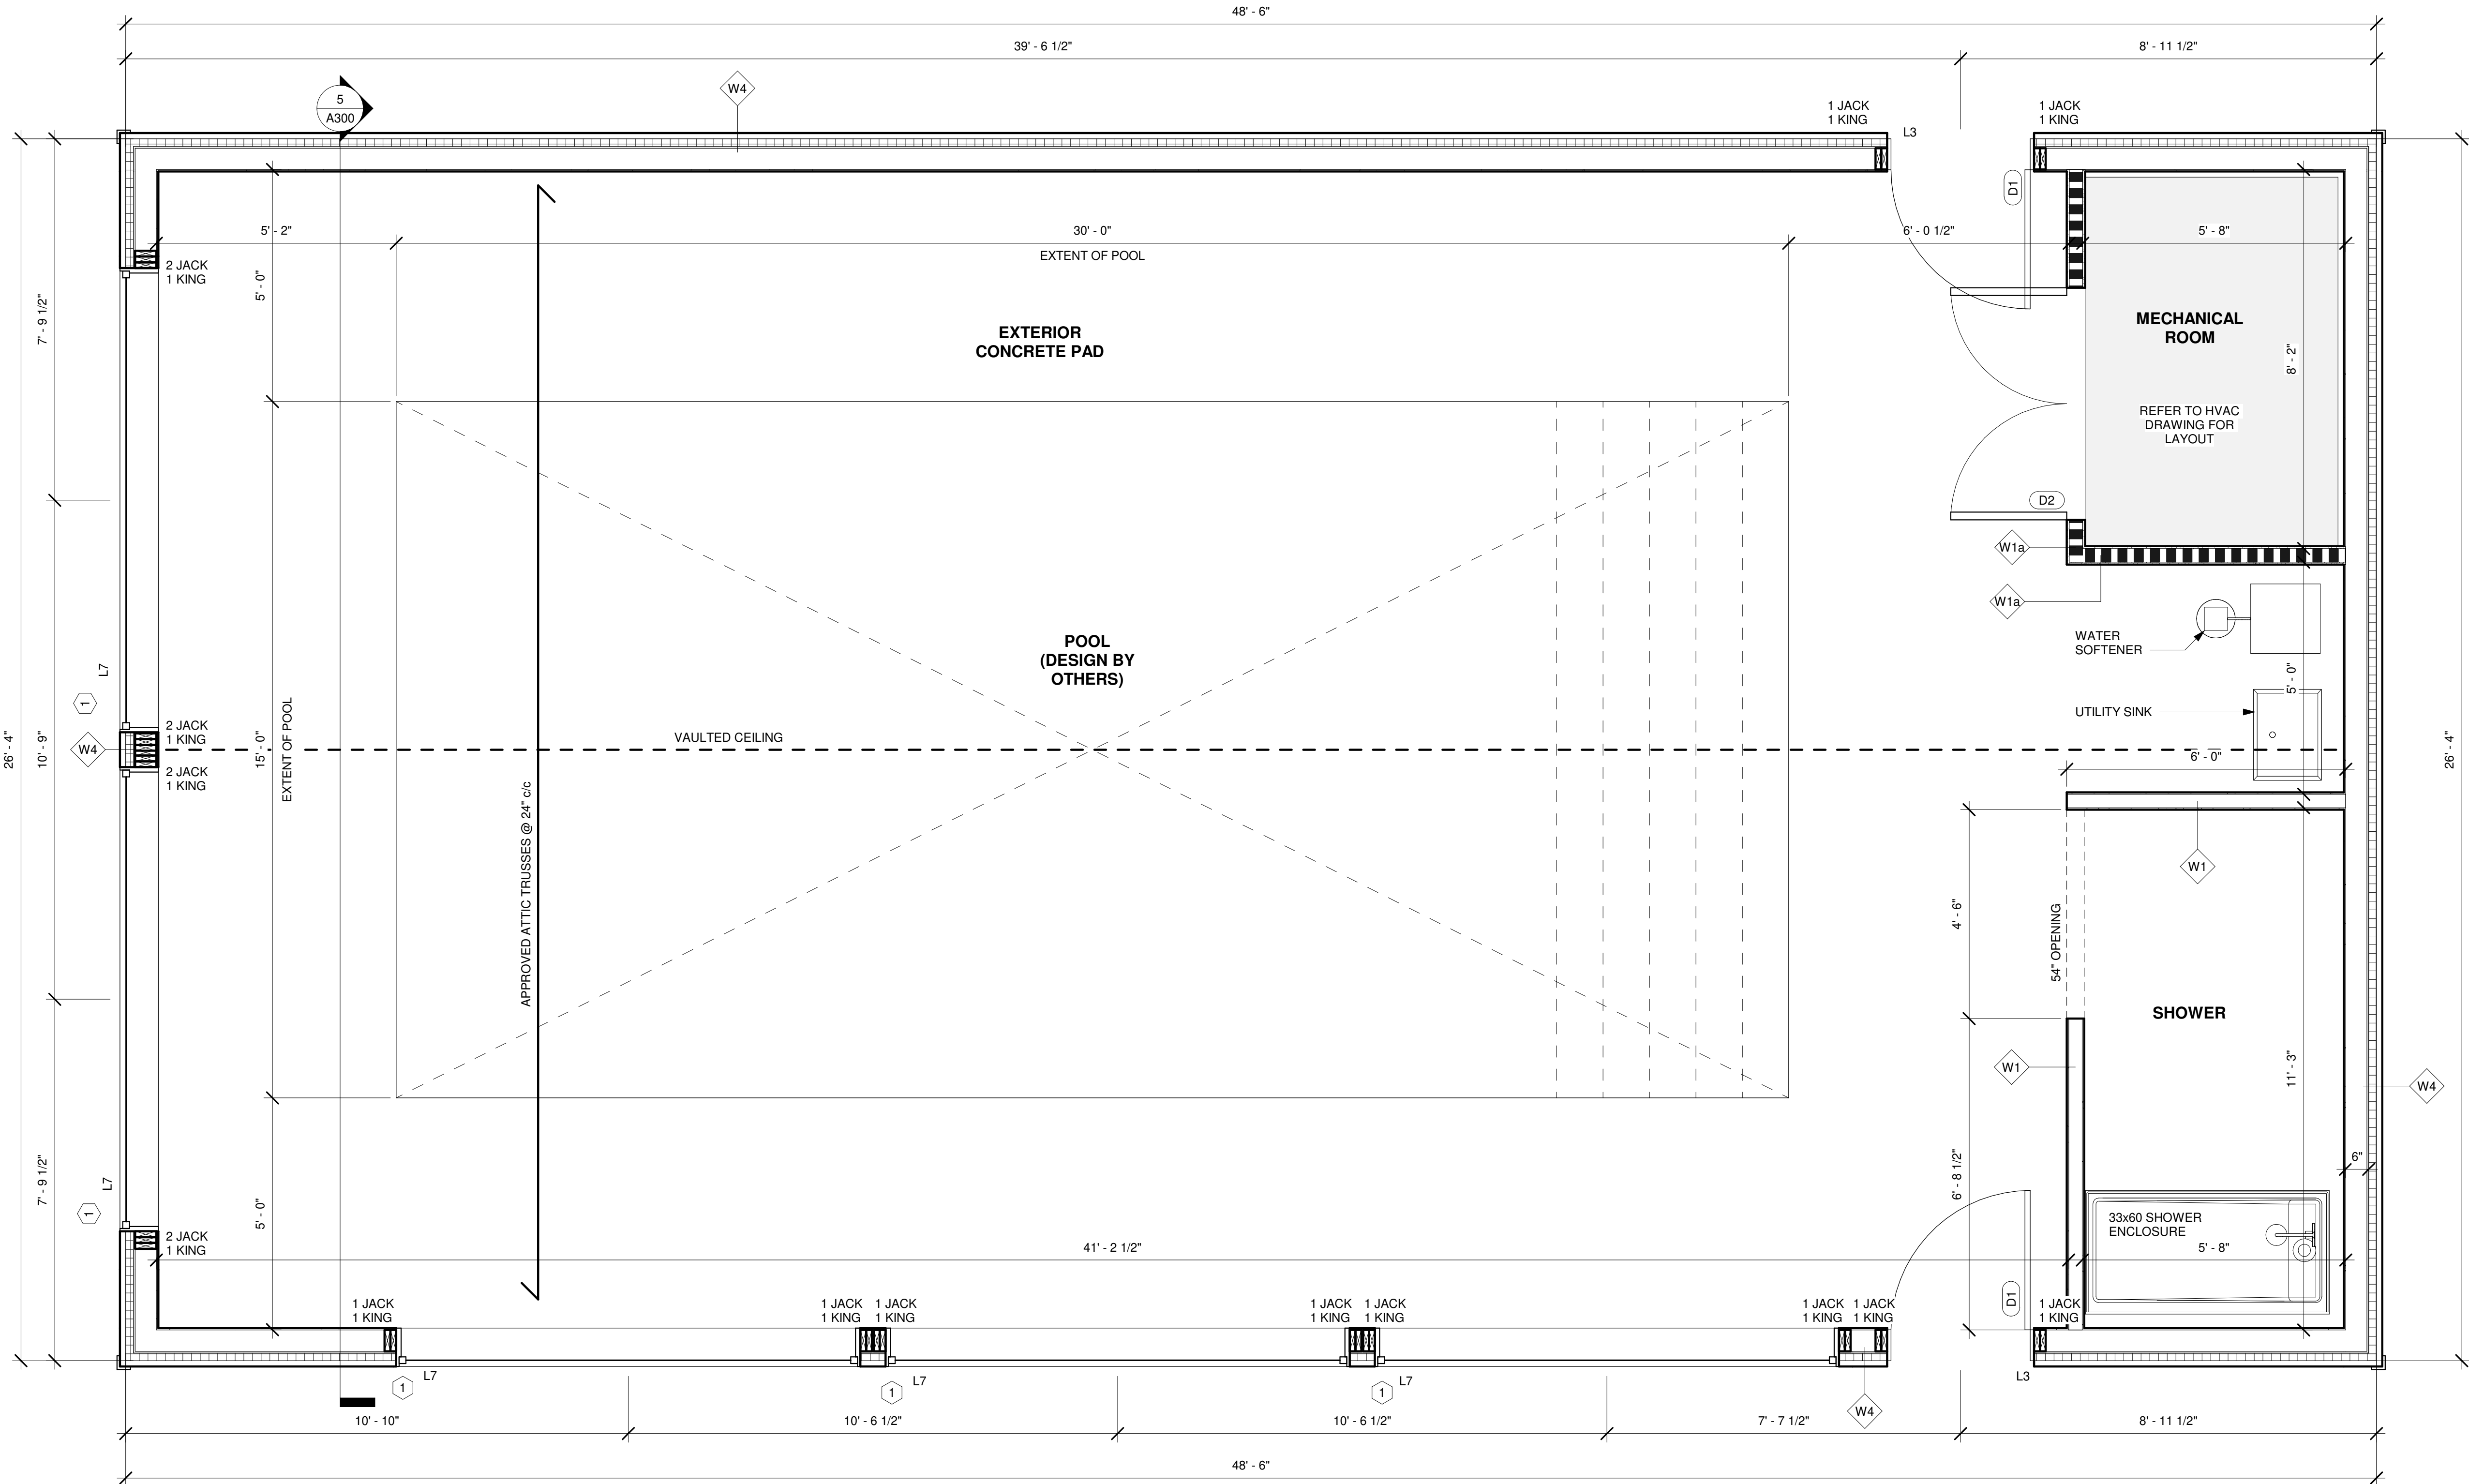 48' - 6"
39' - 6 1/2"
8' - 11 1/2"
5
A300
W4
1 JACK
1 KING
L3
1 JACK
1 KING
D1
5' - 2"
30' - 0"
6' - 0 1/2"
5' - 8"
EXTENT OF POOL
2 JACK
1 KING
5' - 0"
7' - 9 1/2"
EXTERIOR
CONCRETE PAD
MECHANICAL
ROOM
8' - 2"
REFER TO HVAC
DRAWING FOR
LAYOUT
D2
W1a
W1a
POOL
(DESIGN BY
OTHERS)
WATER
SOFTENER
5' - 0"
L7
1
UTILITY SINK
2 JACK
1 KING
W4
26' - 4"
10' - 9"
15' - 0"
EXTENT OF POOL
VAULTED CEILING
6' - 0"
26' - 4"
2 JACK
1 KING
APPROVED ATTIC TRUSSES @ 24" c/c
W1
4' - 6"
54" OPENING
SHOWER
W1
11' - 3"
W4
7' - 9 1/2"
L7
1
6' - 8 1/2"
6"
5' - 0"
2 JACK
1 KING
33x60 SHOWER
ENCLOSURE
41' - 2 1/2"
5' - 8"
1 JACK
1 KING
1 JACK
1 KING
1 JACK
1 KING
1 JACK
1 KING
1 JACK
1 KING
1 JACK
1 KING
1 JACK
1 KING
D1
1 JACK
1 KING
L7
1
L7
1
L7
1
L3
W4
10' - 10"
10' - 6 1/2"
10' - 6 1/2"
7' - 7 1/2"
8' - 11 1/2"
48' - 6"